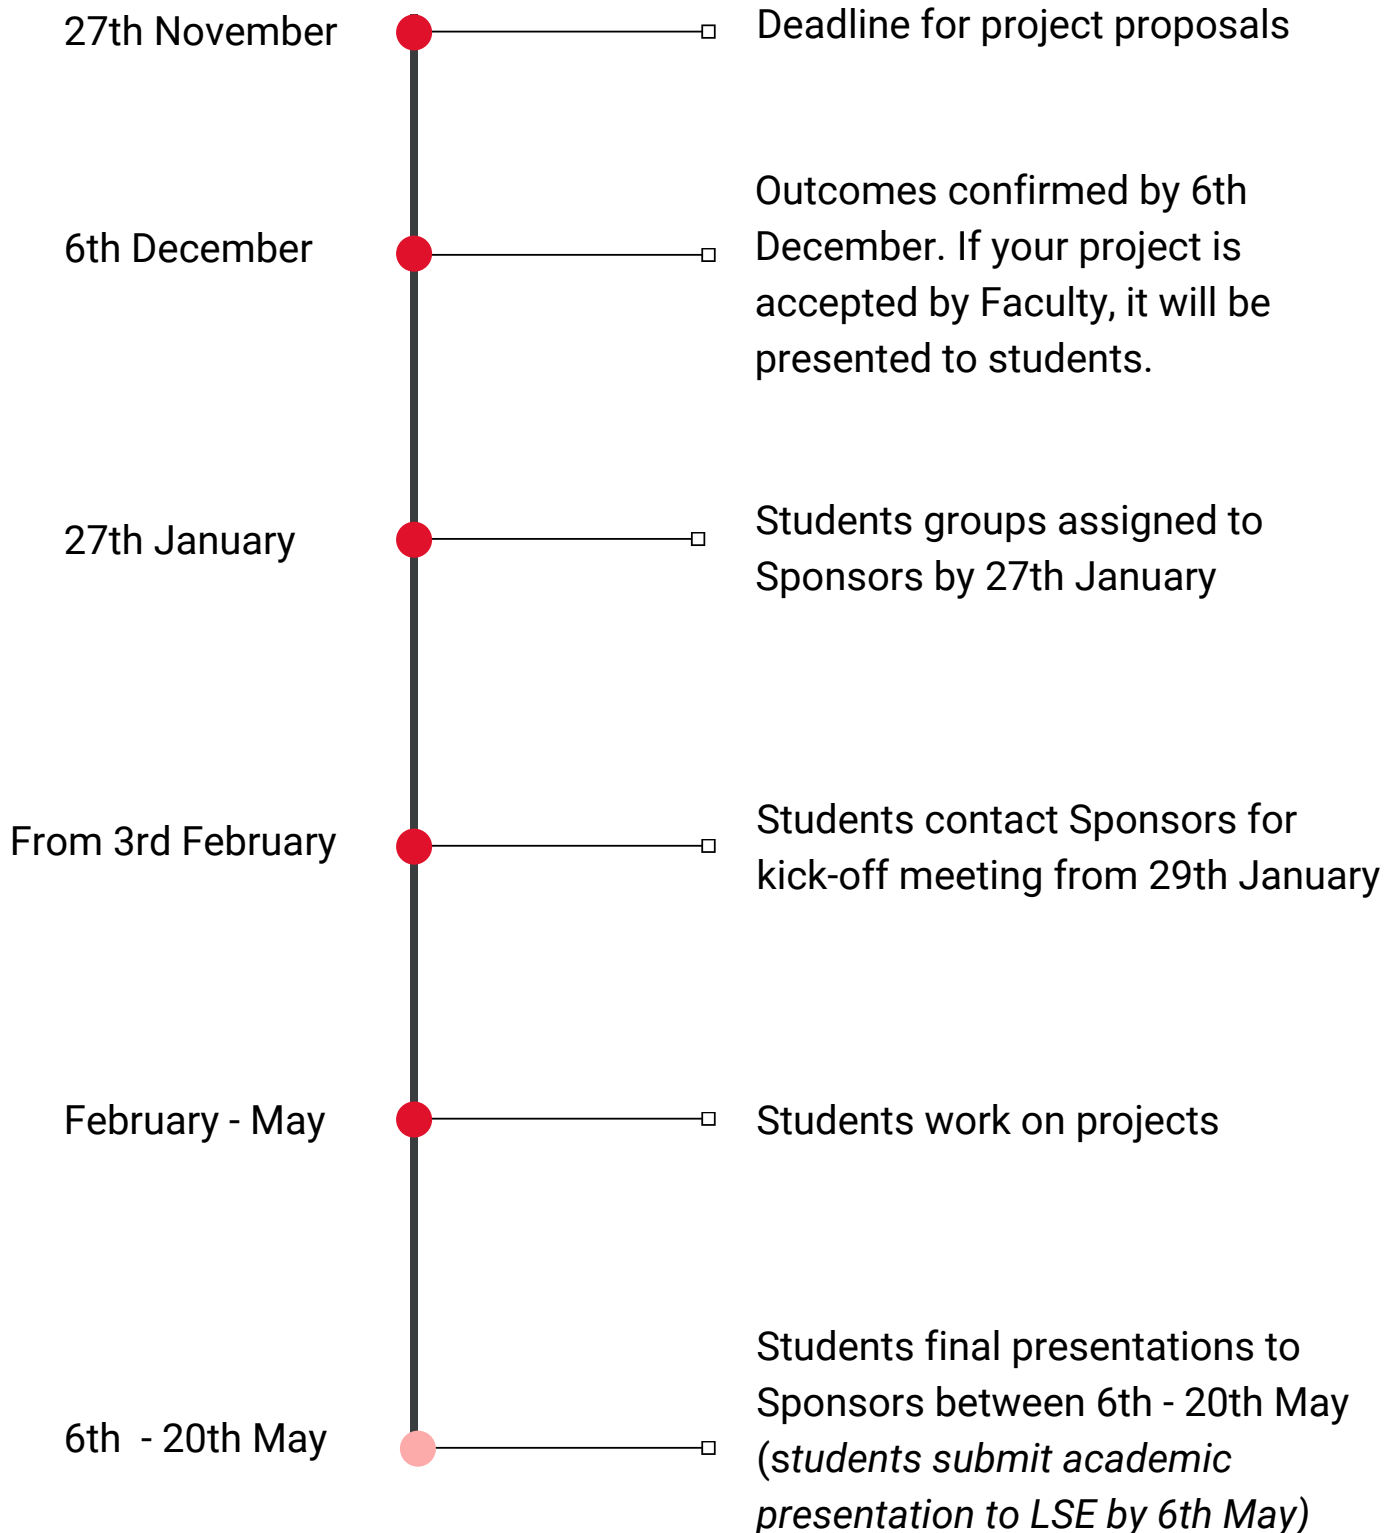 27th November
Deadline for project proposals
6th December
Outcomes confirmed by 6th
December. If your project is
accepted by Faculty, it will be
presented to students.
27th January
Students groups assigned to
Sponsors by 27th January
From 3rd February
Students contact Sponsors for
kick-off meeting from 29th January
February - May
Students work on projects
6th  - 20th May
Students final presentations to
Sponsors between 6th - 20th May
(students submit academic
presentation to LSE by 6th May)